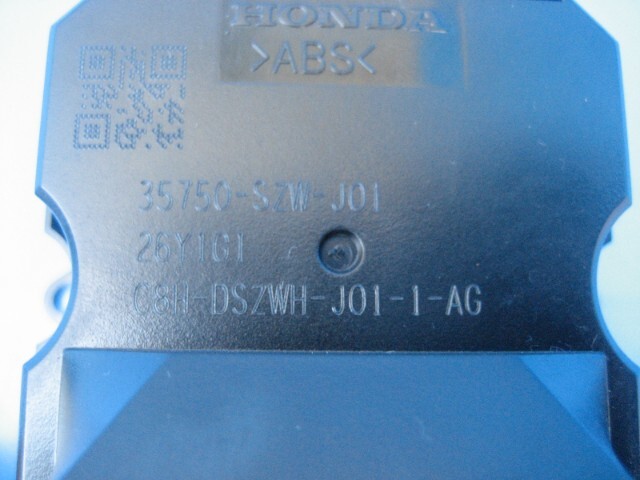 HONDA
>ABS<
35750-SZW-J01
26Y1G1
C8H-DSZWH-J01-1-AG